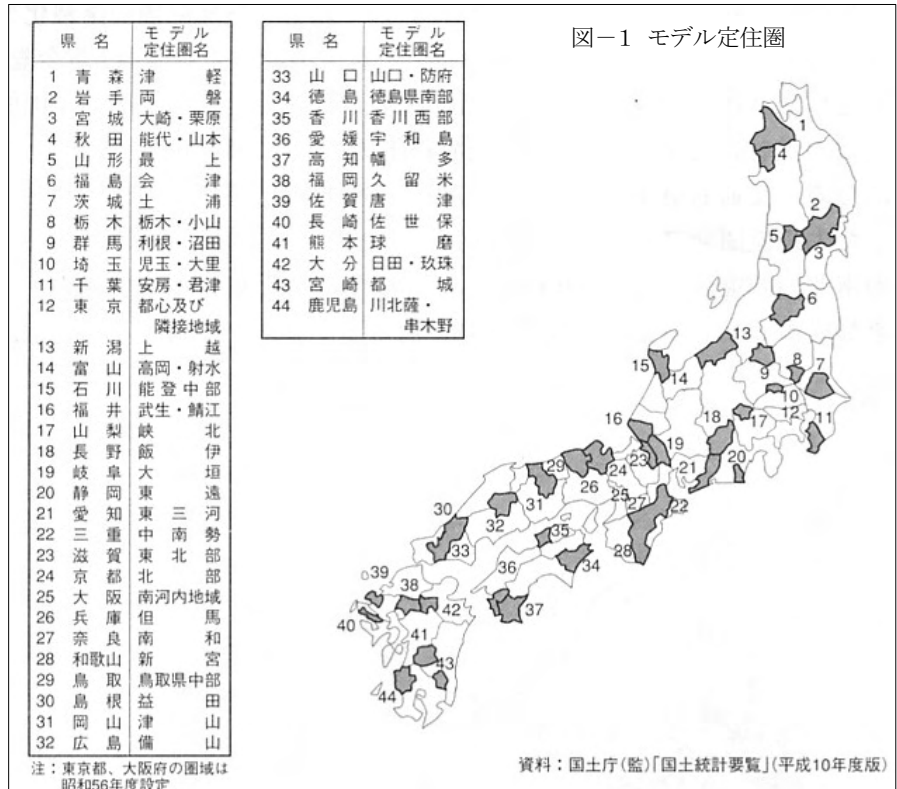 図－1 モデル定住圏
県 名 モデル定住圏名
1 青 森 津 軽
2 岩 手 両 磐
3 宮 城 大崎・栗原
4 秋 田 能代・山本
5 山 形 最 上
6 福 島 会 津
7 茨 城 土 浦
8 栃 木 栃木・小山
9 群 馬 利根・沼田
10 埼 玉 児玉・大里
11 千 葉 安房・君津
12 東 京 都心及び
隣接地域
13 新 潟 上 越
14 富 山 高岡・射水
15 石 川 能登中部
16 福 井 武生・鯖江
17 山 梨 峡 北
18 長 野 飯 伊
19 岐 阜 大 垣
20 静 岡 東 遠
21 愛 知 東 三 河
22 三 重 中 南 勢
23 滋 賀 東 北 部
24 京 都 北 部
25 大 阪 南河内地域
26 兵 庫 但 馬
27 奈 良 南 和
28 和歌山 新 宮
29 鳥 取 鳥取県中部
30 島 根 益 田
31 岡 山 津 山
32 広 島 備 山
注：東京都、大阪府の圏域は
昭和56年度設定
県 名 モデル定住圏名
33 山 口 山口・防府
34 徳 島 徳島県南部
35 香 川 香川西部
36 愛 媛 宇 和 島
37 高 知 幡 多
38 福 岡 久 留 米
39 佐 賀 唐 津
40 長 崎 佐 世 保
41 熊 本 球 磨
42 大 分 日田・玖珠
43 宮 崎 都 城
44 鹿児島 川北薩・
串木野
1
4
2
5
3
6
13
15
14
9
8
7
10
12
11
16
18
17
19
23
20
29
24
21
26
25
27
22
30
31
32
35
28
33
36
34
39
38
42
37
40
41
43
44
資料：国土庁(監)「国土統計要覧」(平成10年度版)